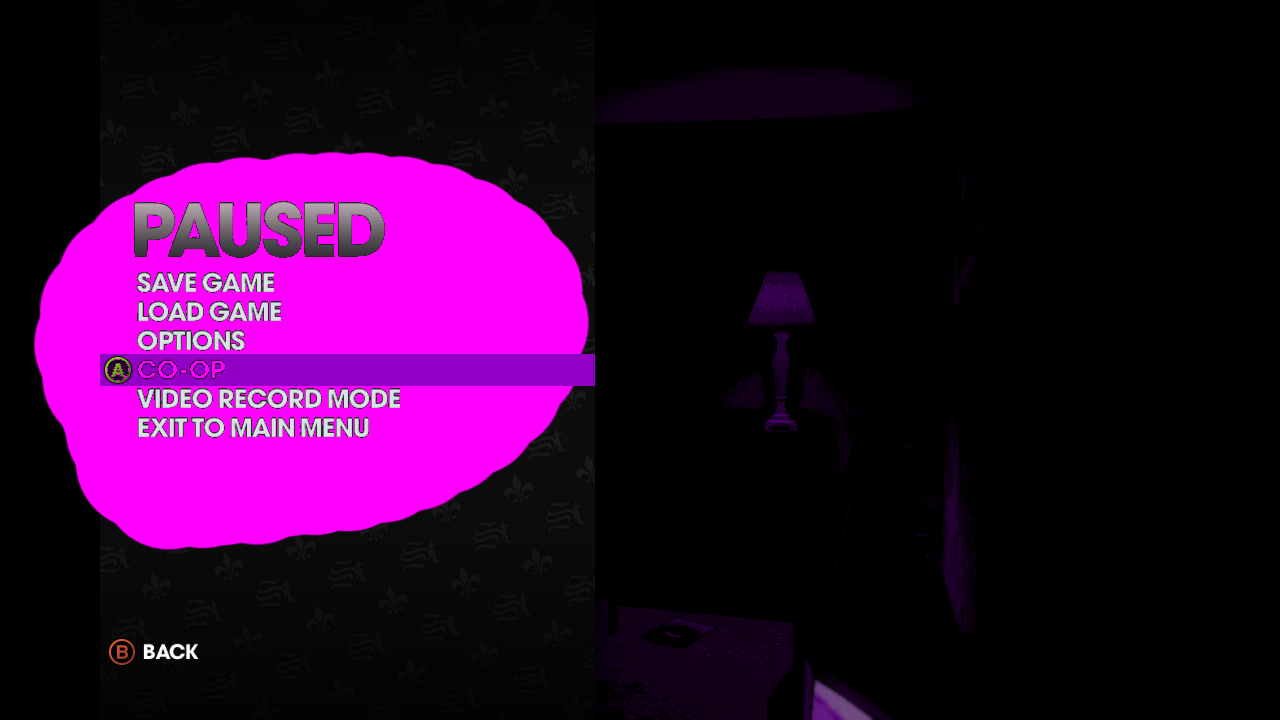 PAUSED
SAVE GAME
LOAD GAME
OPTIONS
A CO-OP
VIDEO RECORD MODE
EXIT TO MAIN MENU
B BACK